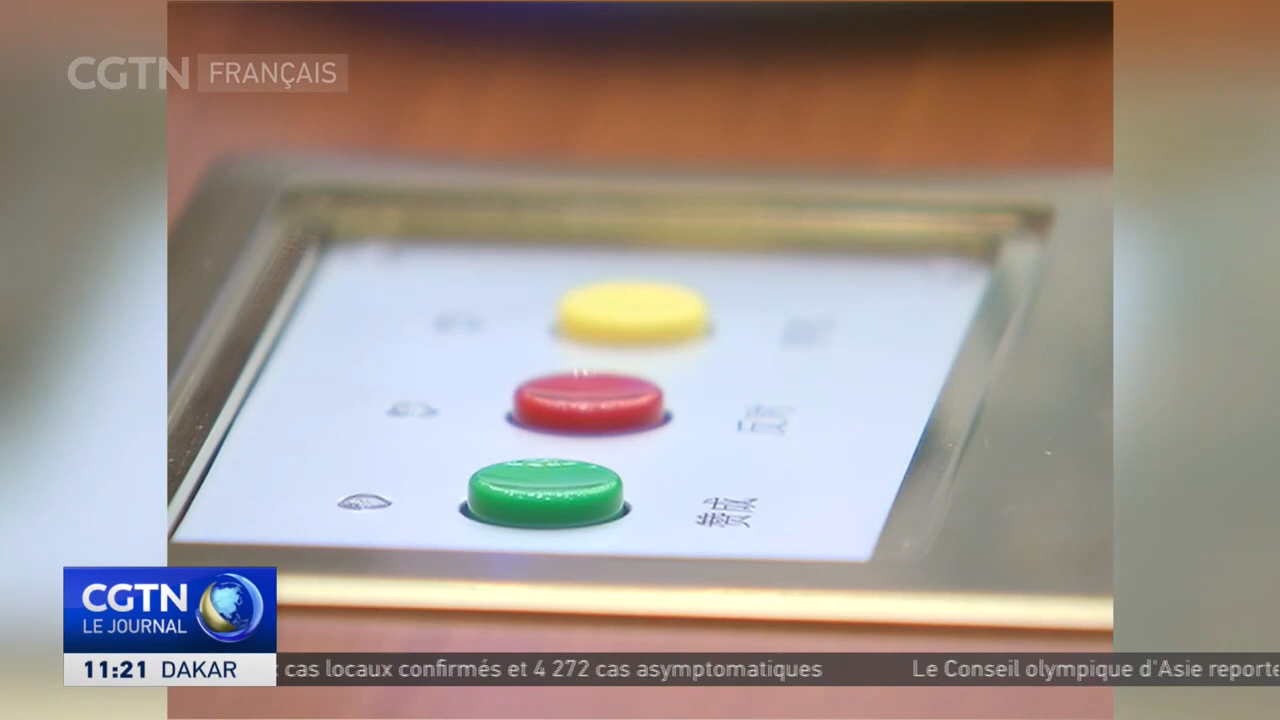 CGTN FRANÇAIS
赞成
CGTN
LE JOURNAL
11:21 DAKAR
cas locaux confirmés et 4 272 cas asymptomatiques
Le Conseil olympique d'Asie